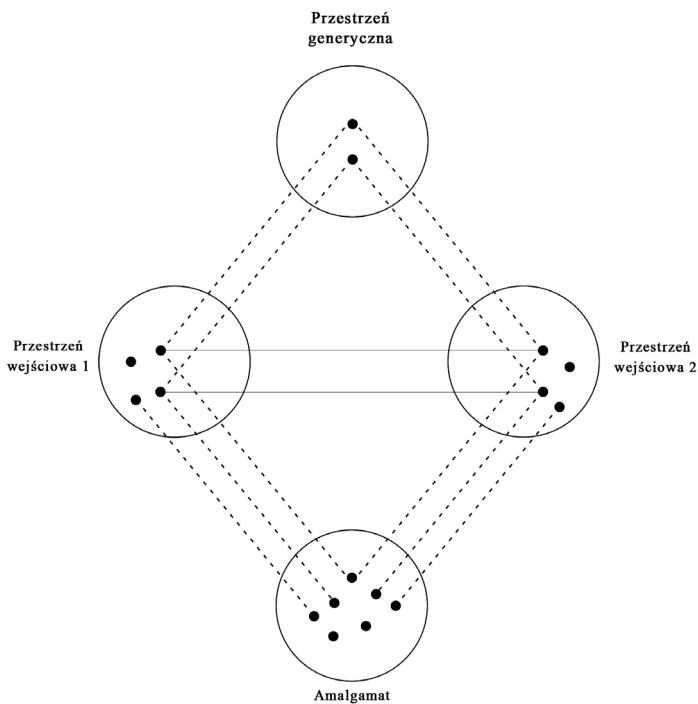 Przestrzeń
generyczna
Przestrzeń
wejściowa 1
Przestrzeń
wejściowa 2
Amalgamat